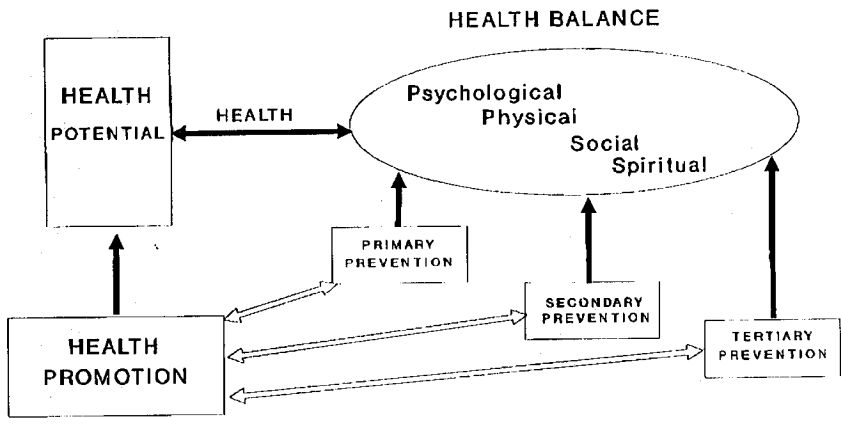 HEALTH BALANCE
HEALTH
POTENTIAL
HEALTH
Psychological
Physical
Social
Spiritual
PRIMARY
PREVENTION
SECONDARY
PREVENTION
TERTIARY
PREVENTION
HEALTH
PROMOTION